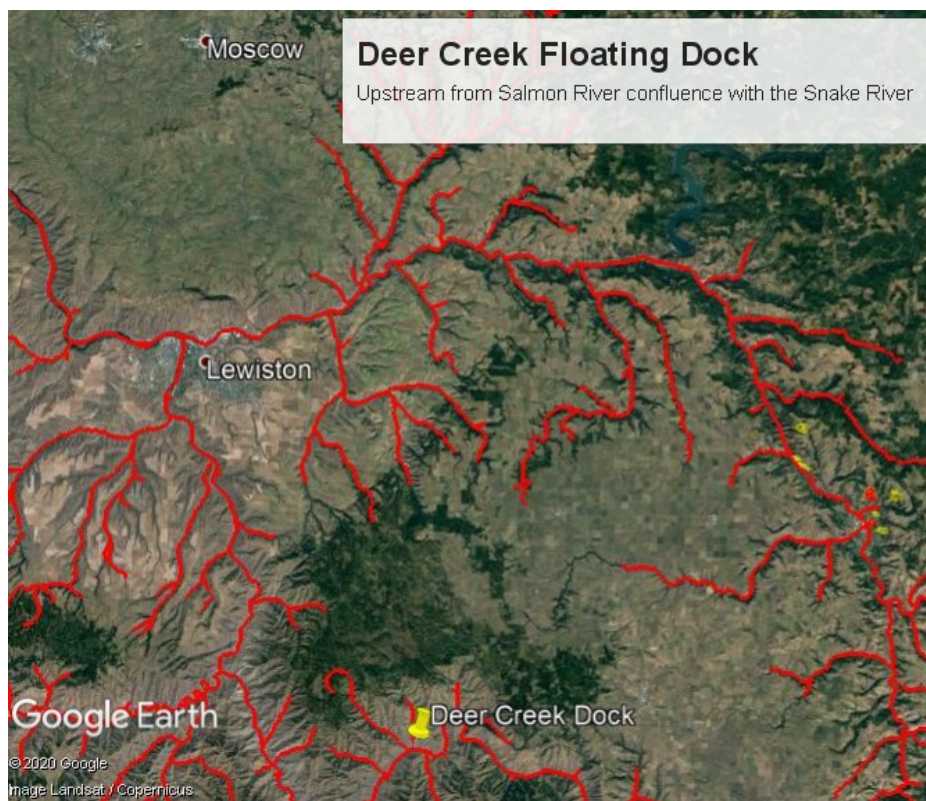 Moscow
Deer Creek Floating Dock
Upstream from Salmon River confluence with the Snake River
Lewiston
Deer Creek Dock
Google Earth
© 2020 Google
mage Landsat / Copernicus